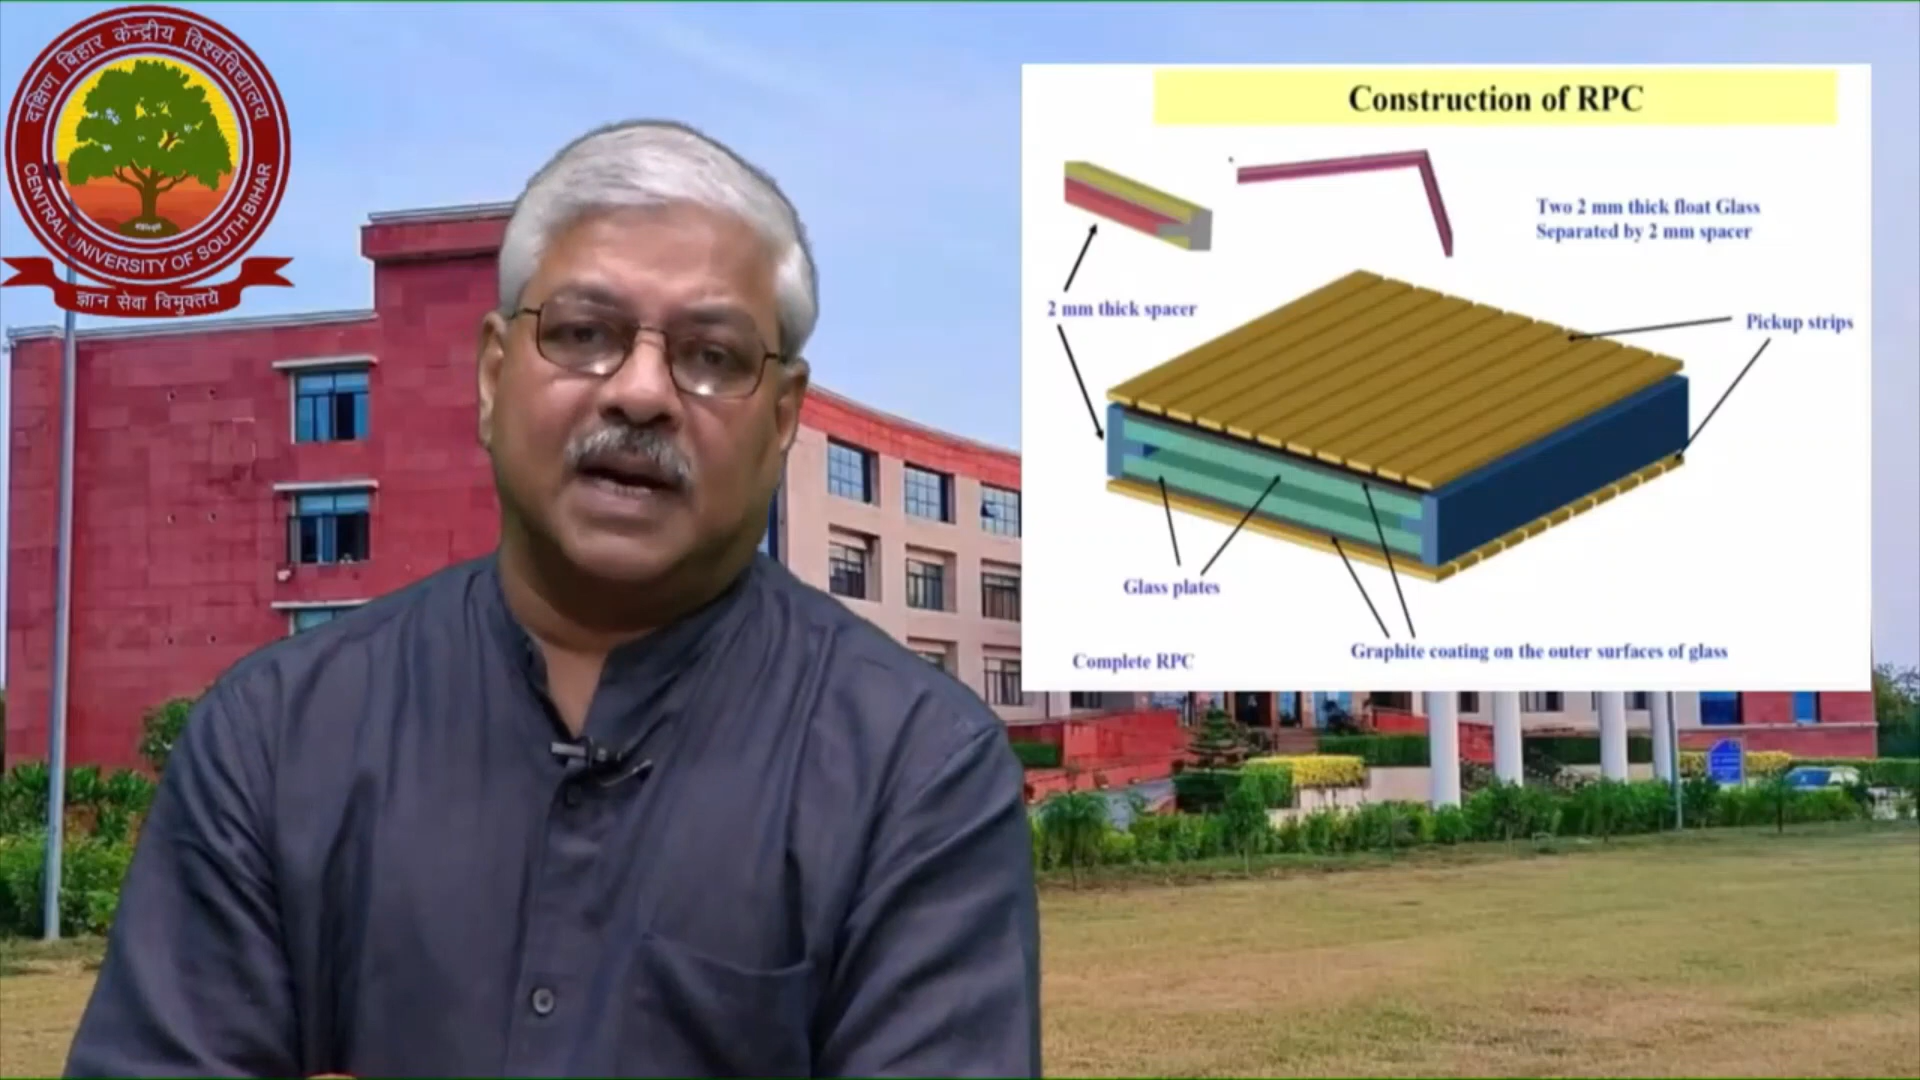 दक्षिण बिहार केन्द्रीय विश्वविद्यालय
CENTRAL UNIVERSITY OF SOUTH BIHAR
ज्ञान सेवा विमुक्तये
Construction of RPC
Two 2 mm thick float Glass
Separated by 2 mm spacer
2 mm thick spacer
Pickup strips
Glass plates
Graphite coating on the outer surfaces of glass
Complete RPC